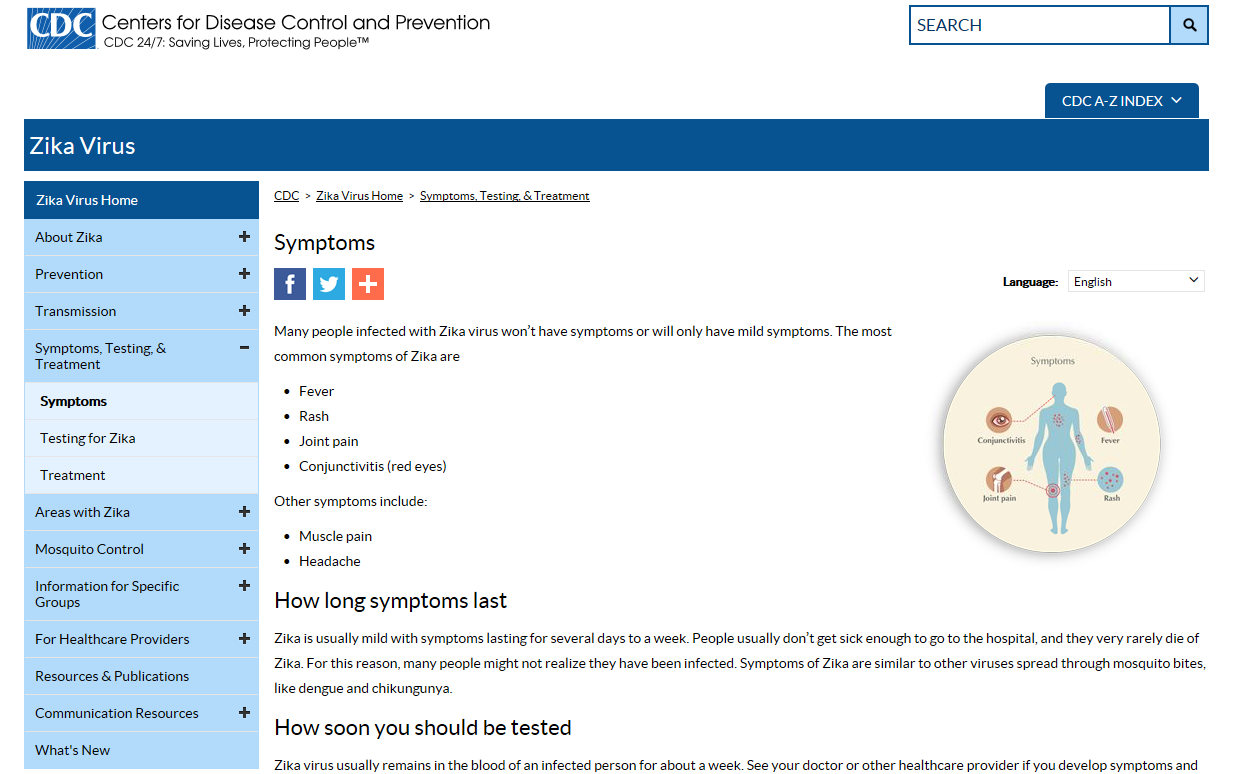 CDC Centers for Disease Control and Prevention
CDC 24/7: Saving Lives, Protecting People™
SEARCH
CDC A-Z INDEX
Zika Virus
Zika Virus Home
About Zika
Prevention
Transmission
Symptoms, Testing, &
Treatment
Symptoms
Testing for Zika
Treatment
Areas with Zika
Mosquito Control
Information for Specific
Groups
For Healthcare Providers
Resources & Publications
Communication Resources
What's New
CDC > Zika Virus Home > Symptoms, Testing, & Treatment
Symptoms
Language: English
Many people infected with Zika virus won’t have symptoms or will only have mild symptoms. The most
common symptoms of Zika are
• Fever
• Rash
• Joint pain
• Conjunctivitis (red eyes)
Other symptoms include:
• Muscle pain
• Headache
Symptoms
Conjunctivitis
Fever
Joint pain
Rash
How long symptoms last
Zika is usually mild with symptoms lasting for several days to a week. People usually don’t get sick enough to go to the hospital, and they very rarely die of
Zika. For this reason, many people might not realize they have been infected. Symptoms of Zika are similar to other viruses spread through mosquito bites,
like dengue and chikungunya.
How soon you should be tested
Zika virus usually remains in the blood of an infected person for about a week. See your doctor or other healthcare provider if you develop symptoms and